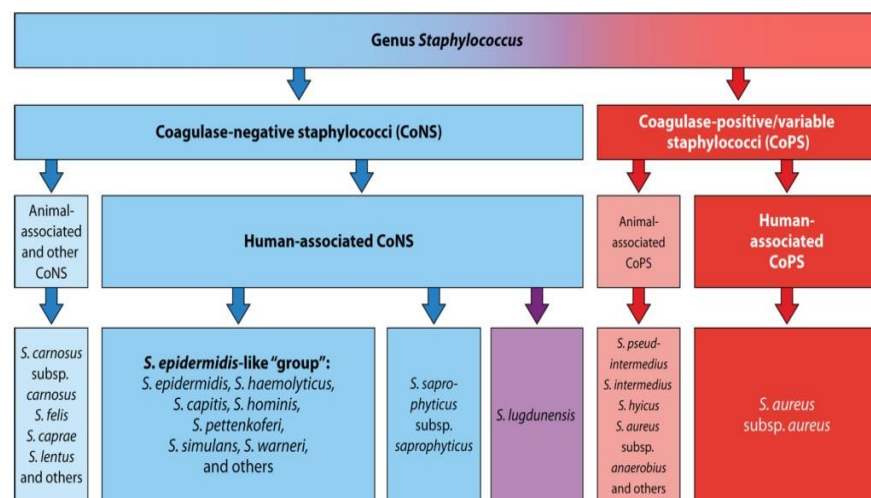 Genus Staphylococcus
Coagulase-negative staphylococci (CoNS)
Coagulase-positive/variable
staphylococci (CoPS)
Animal-
associated
and other
CoNS
Human-associated CoNS
Animal-
associated
CoPS
Human-
associated
CoPS
S. carnosus
subsp.
carnosus
S. felis
S. caprae
S. lentus
and others
S. epidermidis-like “group”:
S. epidermidis, S. haemolyticus,
S. capitis, S. hominis,
S. pettenkoferi,
S. simulans, S. warneri,
and others
S. sapro-
phyticus
subsp.
saprophyticus
S. lugdunensis
S. pseud-
intermedius
S. intermedius
S. hyicus
S. aureus
subsp.
anaerobius
and others
S. aureus
subsp. aureus